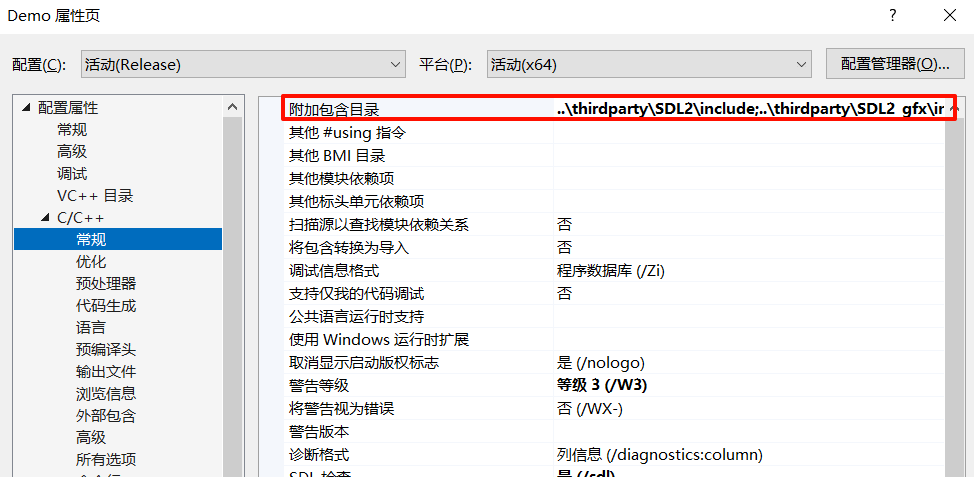 Demo 属性页 ? ×
配置(C): 活动(Release) 平台(P): 活动(x64) 配置管理器(O)...
配置属性
常规
高级
调试
VC++ 目录
C/C++
常规
优化
预处理器
代码生成
语言
预编译头
输出文件
浏览信息
外部包含
高级
所有选项
附加包含目录 ..\thirdparty\SDL2\include;..\thirdparty\SDL2_gfx\in
其他 #using 指令
其他 BMI 目录
其他模块依赖项
其他标头单元依赖项
扫描源以查找模块依赖关系 否
将包含转换为导入 否
调试信息格式 程序数据库 (/Zi)
支持仅我的代码调试 否
公共语言运行时支持
使用 Windows 运行时扩展
取消显示启动版权标志 是 (/nologo)
警告等级 等级 3 (/W3)
将警告视为错误 否 (/WX-)
警告版本
诊断格式 列信息 (/diagnostics:column)
SDL 检查 是 (/sdl)